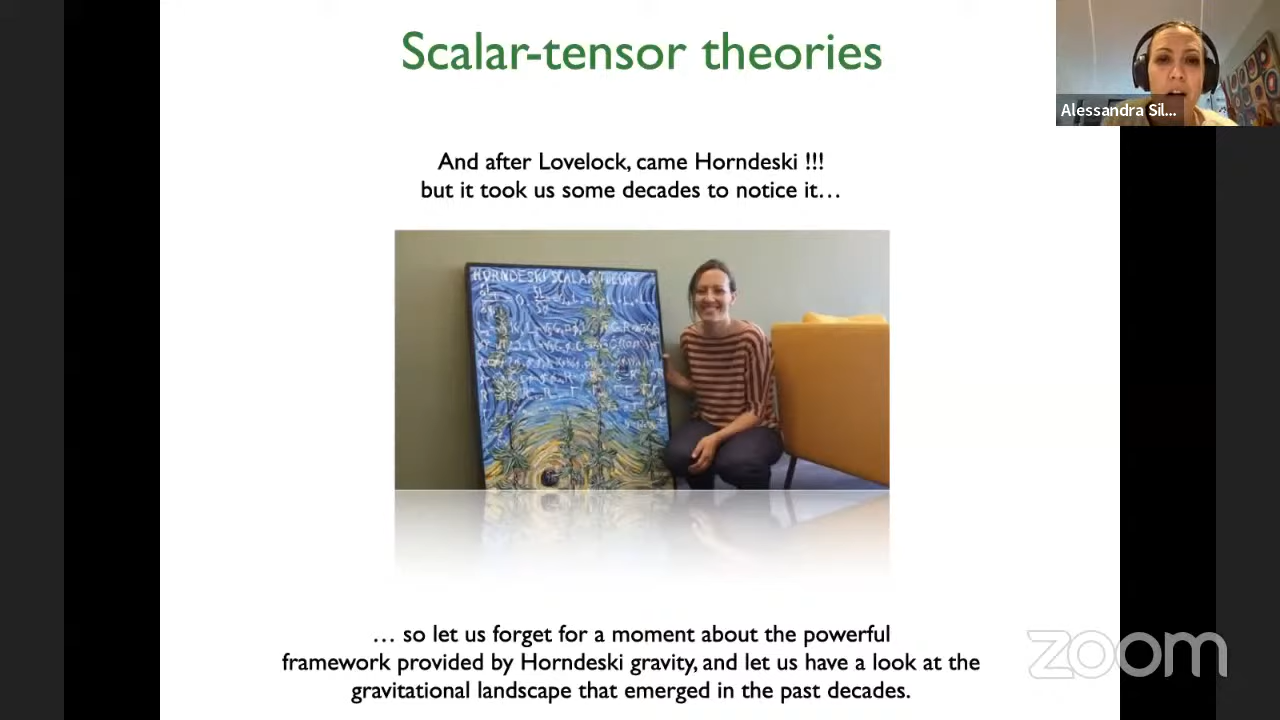 Scalar-tensor theories
Alessandra Sil...
And after Lovelock, came Horndeski !!!
but it took us some decades to notice it...
HORNDESKI SCALAR THEORY
... so let us forget for a moment about the powerful
framework provided by Horndeski gravity, and let us have a look at the
gravitational landscape that emerged in the past decades.
zoom